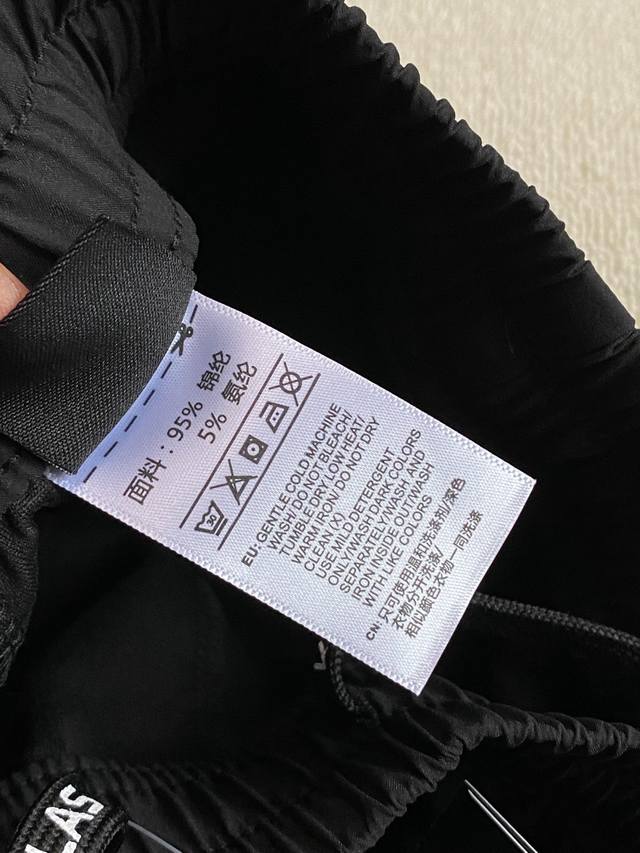 面料：95% 锦纶
5% 氨纶
30
EU: GENTLE COLD MACHINE
WASH/ DO NOT BLEACH/
TUMBLE DRY LOW HEAT/
WARM IRON/ DO NOT DRY
CLEAN (X)
USE MILD DETERGENT
ONLY/WASH DARK COLORS
SEPARATELY/WASH AND
IRON INSIDE OUT/WASH
WITH LIKE COLORS
CN: 只可使用温和洗涤剂/深色
衣物分开洗涤/
相似颜色衣物一同洗涤
LAS